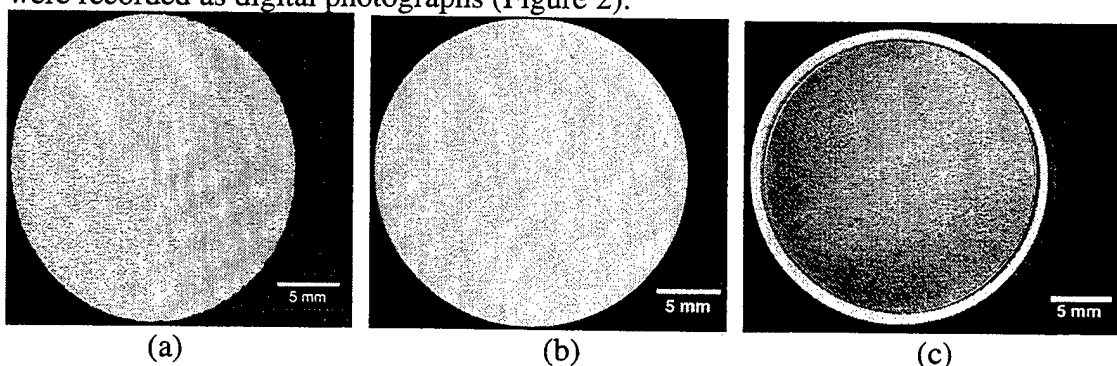 were recorded as digital photographs (Figure 2).
5 mm
5 mm
5 mm
(a)
(b)
(c)